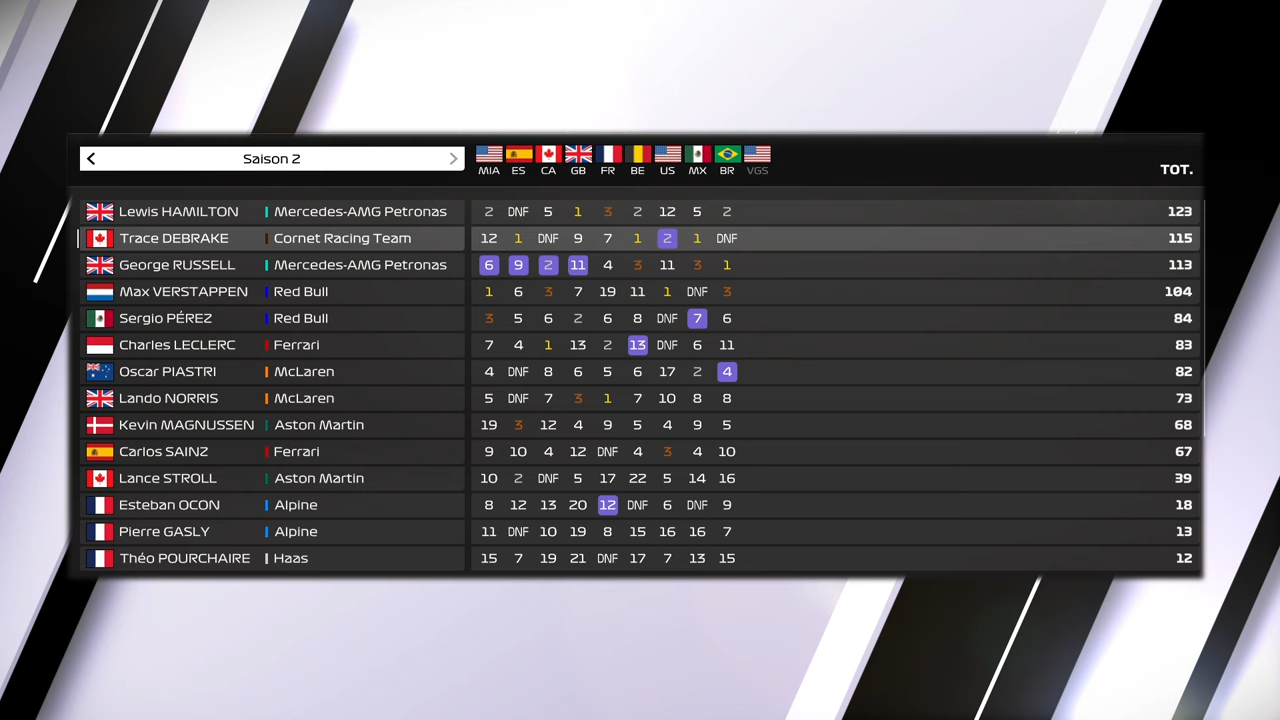 Saison 2
MIA ES CA GB FR BE US MX BR VGS TOT.
Lewis HAMILTON Mercedes-AMG Petronas 2 DNF 5 1 3 2 12 5 2 123
Trace DEBRAKE Cornet Racing Team 12 1 DNF 9 7 1 2 1 DNF 115
George RUSSELL Mercedes-AMG Petronas 6 9 2 11 4 3 11 3 1 113
Max VERSTAPPEN Red Bull 1 6 3 7 19 11 1 DNF 3 104
Sergio PÉREZ Red Bull 3 5 6 2 6 8 DNF 7 6 84
Charles LECLERC Ferrari 7 4 1 13 2 13 DNF 6 11 83
Oscar PIASTRI McLaren 4 DNF 8 6 5 6 17 2 4 82
Lando NORRIS McLaren 5 DNF 7 3 1 7 10 8 8 73
Kevin MAGNUSSEN Aston Martin 19 3 12 4 9 5 4 9 5 68
Carlos SAINZ Ferrari 9 10 4 12 DNF 4 3 4 10 67
Lance STROLL Aston Martin 10 2 DNF 5 17 22 5 14 16 39
Esteban OCON Alpine 8 12 13 20 12 DNF 6 DNF 9 18
Pierre GASLY Alpine 11 DNF 10 19 8 15 16 16 7 13
Théo POURCHAIRE Haas 15 7 19 21 DNF 17 7 13 15 12